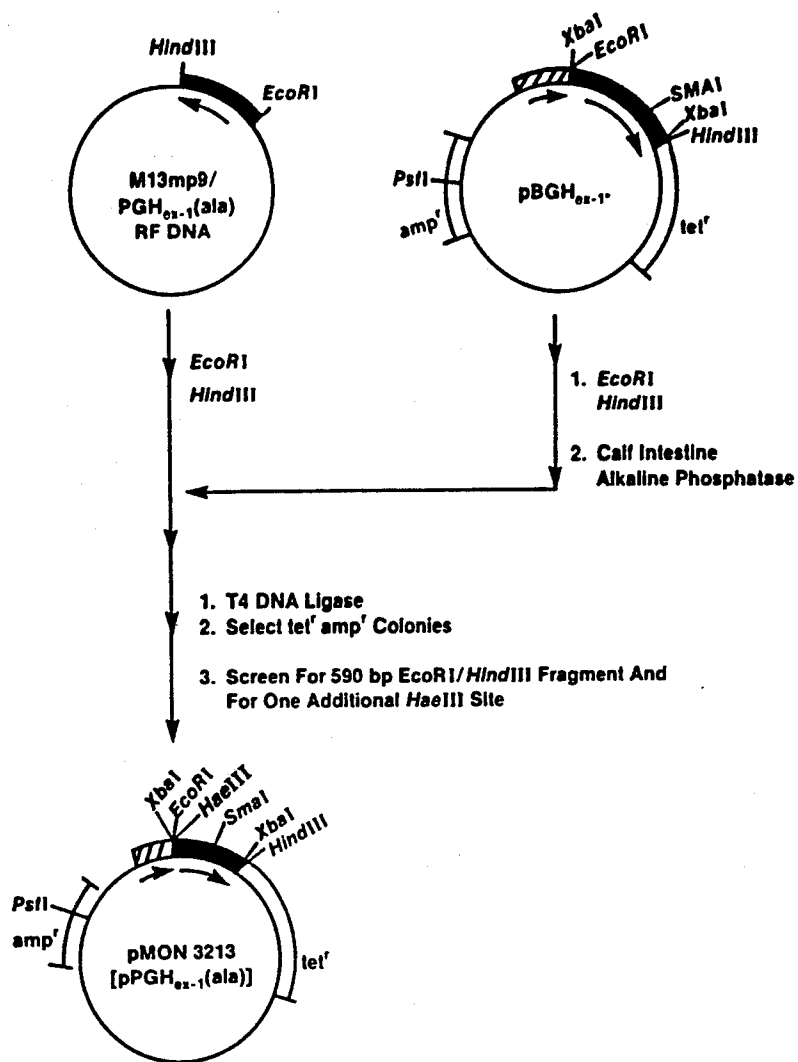 HindIII
EcoRI
M13mp9/
PGHex-1(ala)
RF DNA
XbaI
EcoRI
SMAI
XbaI
HindIII
PsfI
ampr
pBGHex-1•
tetr
EcoRI
HindIII
1. EcoRI
HindIII
2. Calf Intestine
Alkaline Phosphatase
1. T4 DNA Ligase
2. Select tetr ampr Colonies
3. Screen For 590 bp EcoRI/HindIII Fragment And
For One Additional HaeIII Site
XbaI
EcoRI
HaeIII
SmaI
XbaI
HindIII
PsfI
ampr
pMON 3213
[pPGHex-1(ala)]
tetr